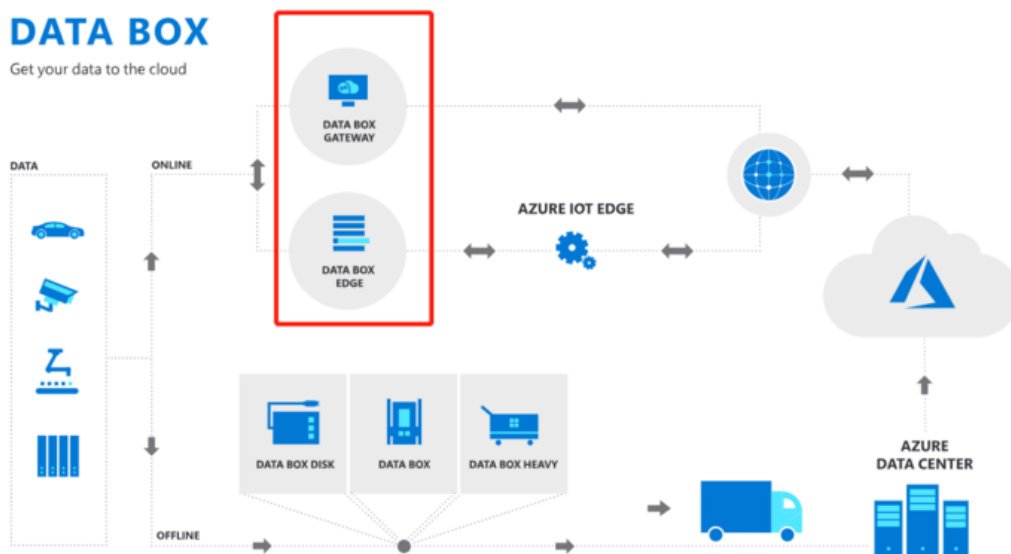 DATA BOX
Get your data to the cloud
DATA BOX
GATEWAY
DATA
ONLINE
AZURE IOT EDGE
DATA BOX
EDGE
DATA BOX DISK
DATA BOX
DATA BOX HEAVY
AZURE
DATA CENTER
OFFLINE